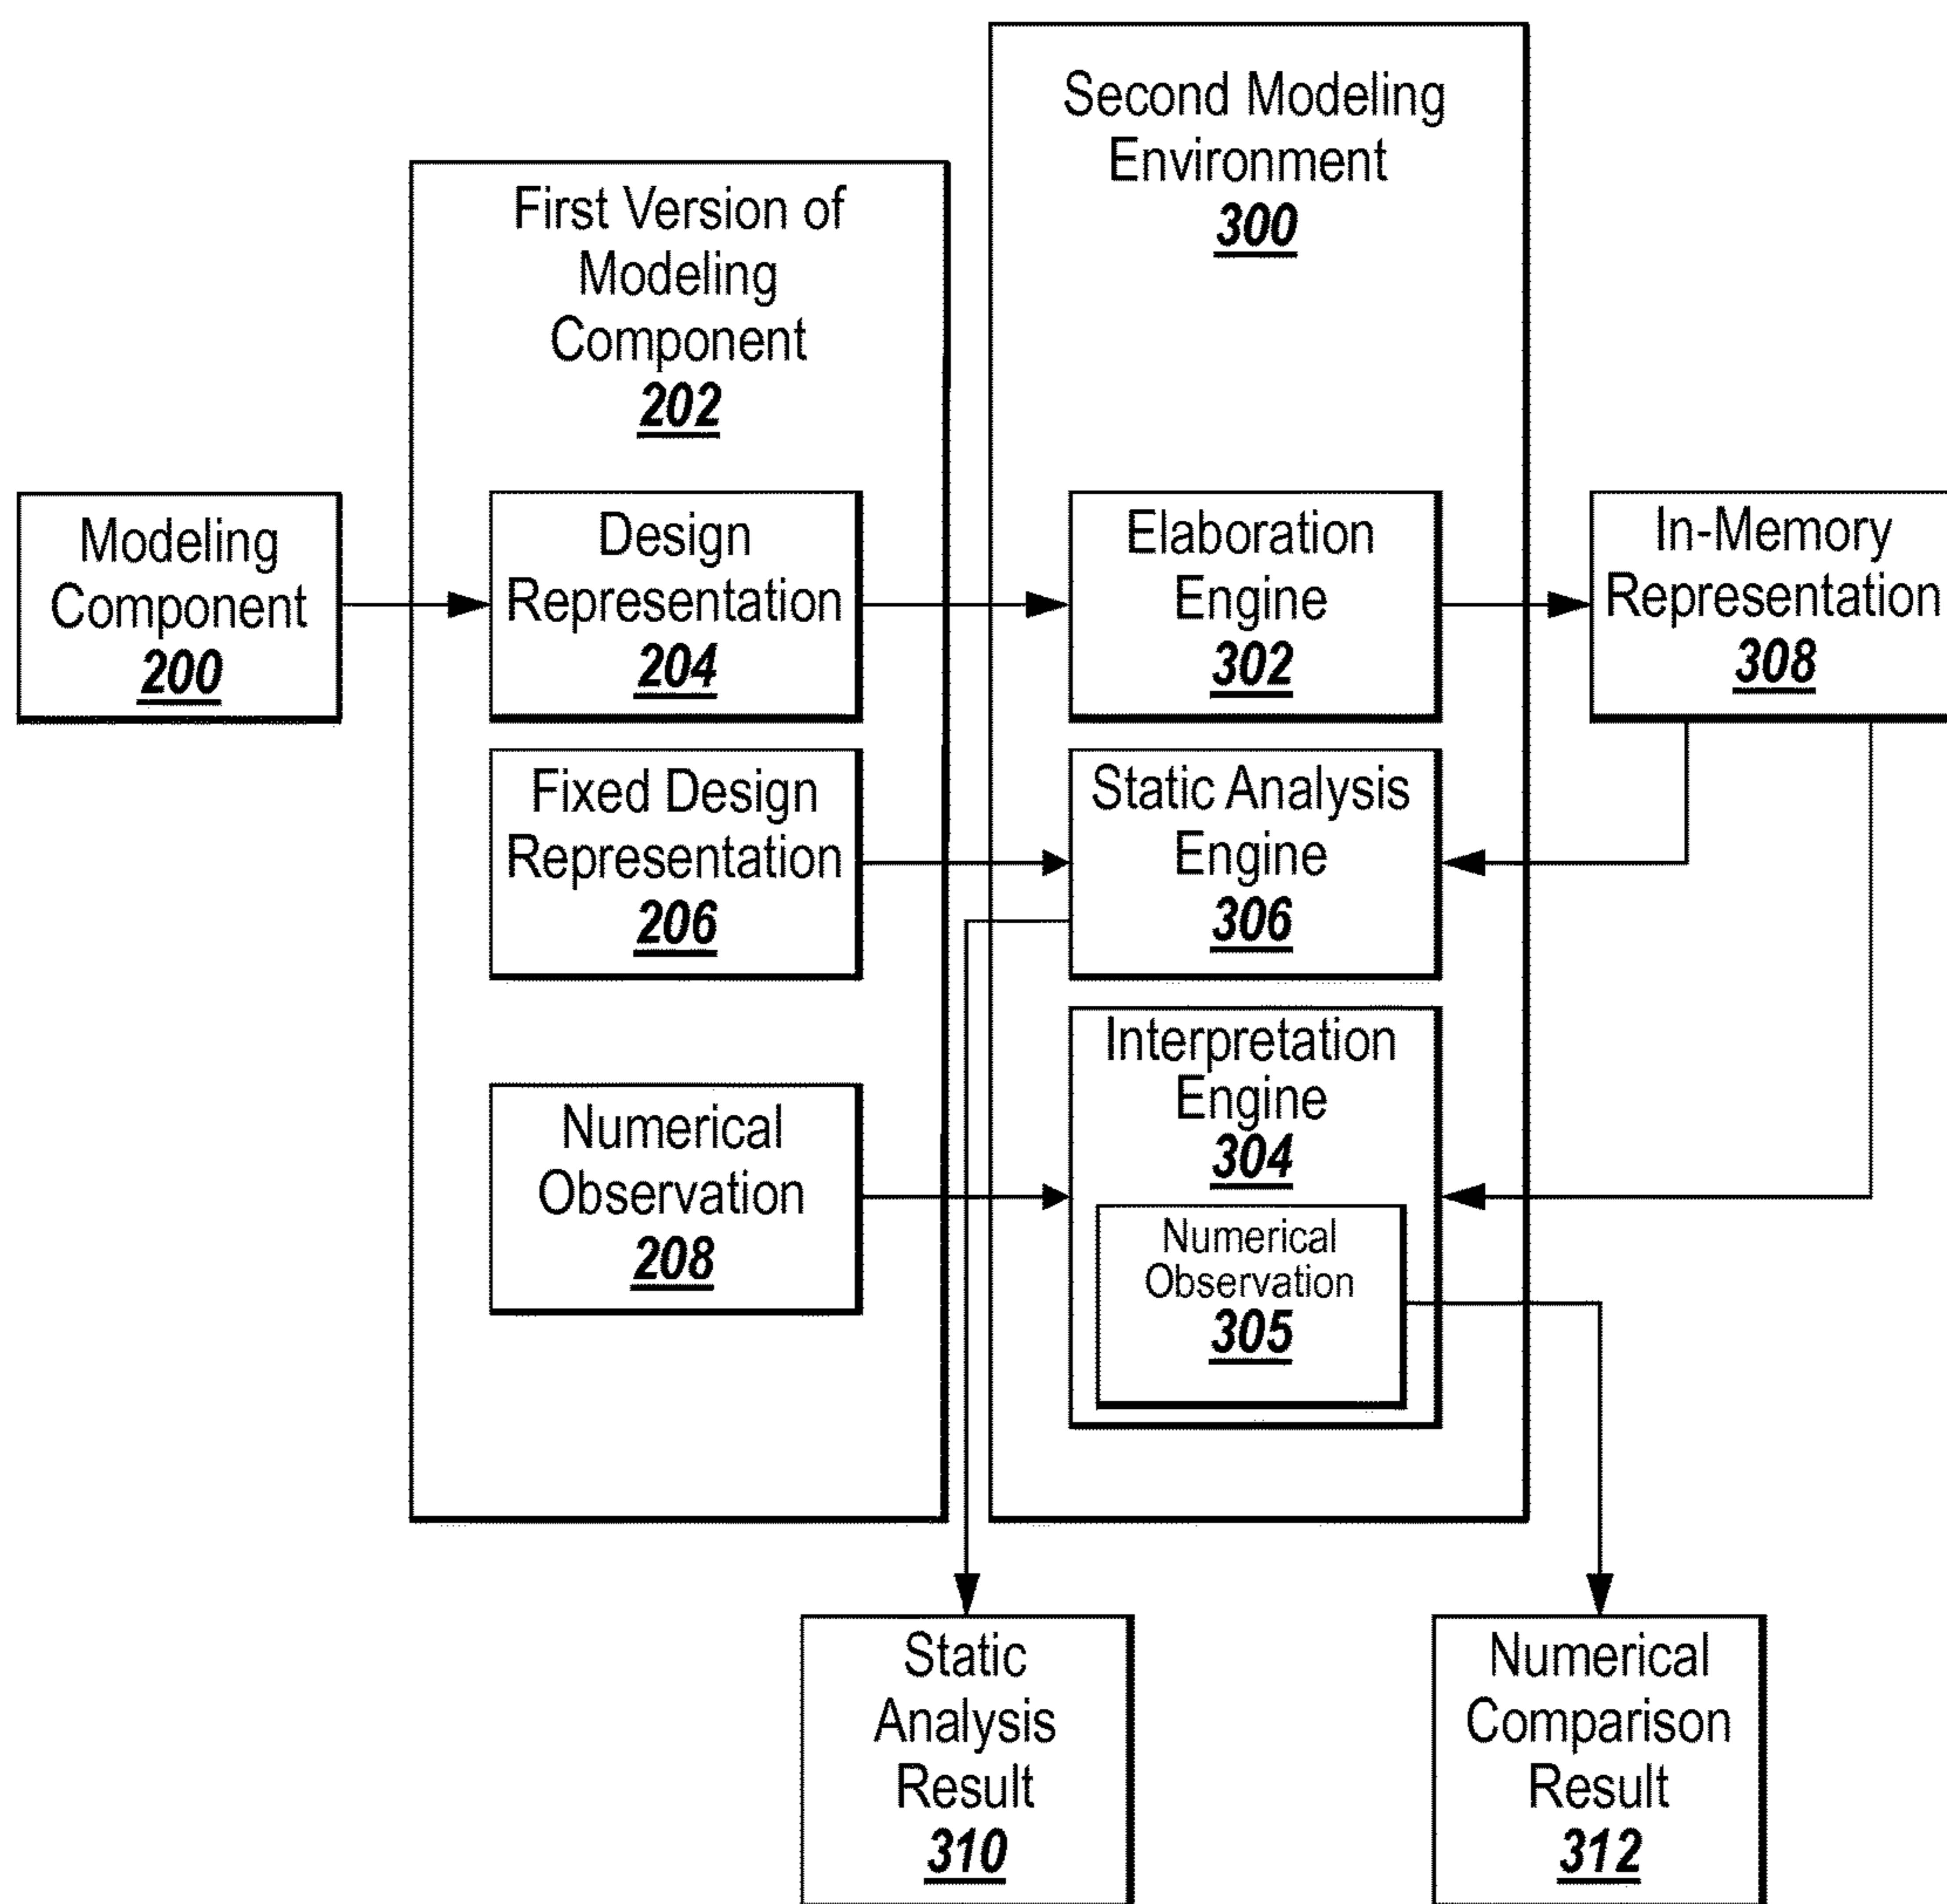 Second Modeling
Environment
300
First Version of
Modeling
Component
202
Modeling
Component
200
Design
Representation
204
Elaboration
Engine
302
In-Memory
Representation
308
Fixed Design
Representation
206
Static Analysis
Engine
306
Numerical
Observation
208
Interpretation
Engine
304
Numerical
Observation
305
Static
Analysis
Result
310
Numerical
Comparison
Result
312